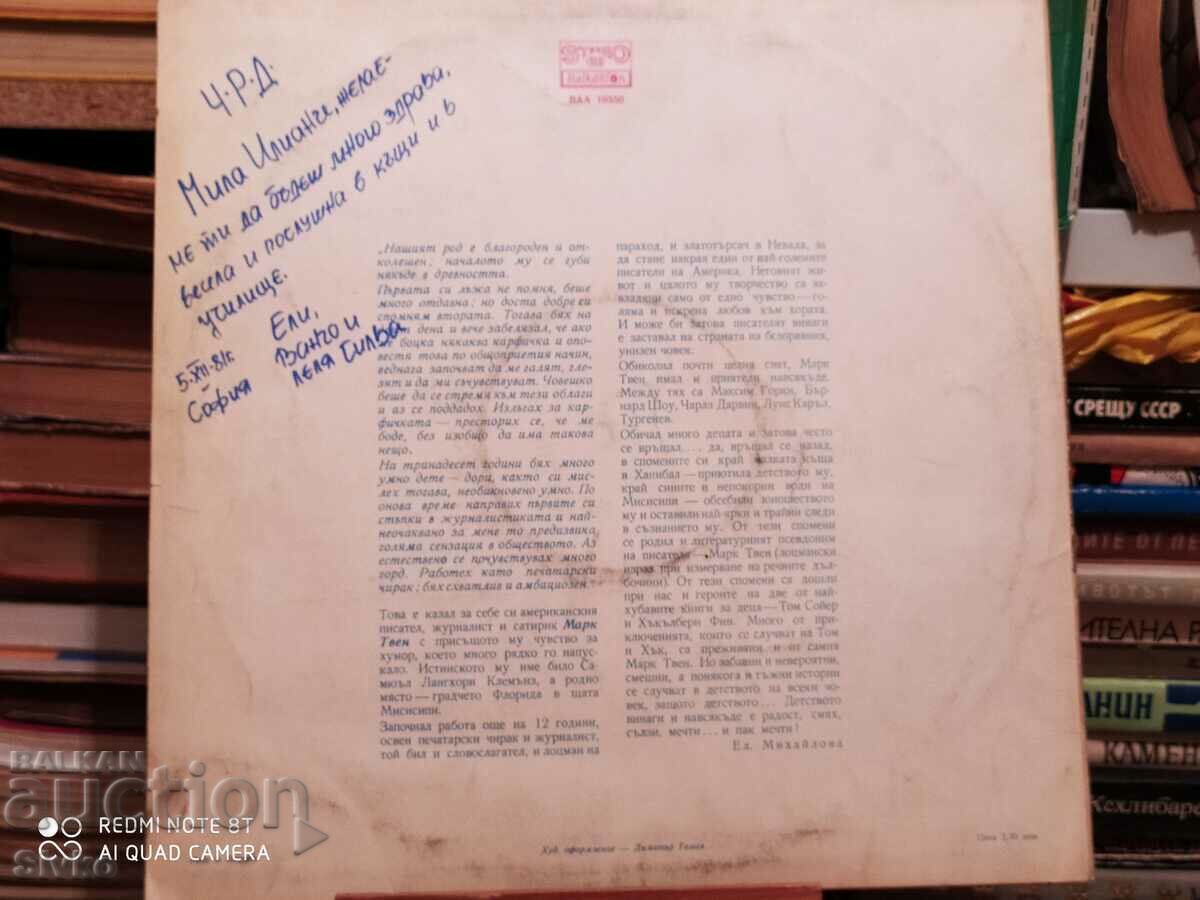 Ч.Р.Д.
Мила Илианче, желае-
ме ти да бъдеш много здрава,
весела и послушна в къщи и в
училище.
5.XII.81г.
София
Ели,
Ванчо и
леля Силва
Balkanton
ВАА 10550
„Нашият род е благороден и от-
колешен; началото му се губи
някъде в древността.
Първата си лъжа не помня, беше
много отдавна; но доста добре си
спомням втората. Тогава бях на
дена и вече забелязал, че ако
боцка някаква карфичка и опо-
вестя това по общоприетия начин,
веднага започват да ме галят, гле-
зят и да ми съчувствуват. Човешко
беше да се стремя към тези облаги
и аз се поддадох. Излъгах за кар-
фичката — престорих се, че ме
боде, без изобщо да има такова
нещо.
На тринадесет години бях много
умно дете — дори, както си мис-
лех тогава, необикновено умно. По
онова време направих първите си
стъпки в журналистиката и най-
неочаквано за мене то предизвика
голяма сензация в обществото. Аз
естествено се почувствувах много
горд. Работех като печатарски
чирак; бях схватлив и амбициозен.“
Това е казал за себе си американския
писател, журналист и сатирик Марк
Твен с присъщото му чувство за
хумор, което много рядко го напус-
кало. Истинското му име било Са-
мюъл Лангхорн Клемънз, а родно
място — градчето Флорида в щата
Мисисипи.
Започнал работа още на 12 години,
освен печатарски чирак и журналист,
той бил и словослагател, и лоцман на
параход, и златотърсач в Невада, за
да стане накрая един от най-големите
писатели на Америка. Неговият жи-
вот и цялото му творчество са за-
владяни само от едно чувство — го-
ляма и искрена любов към хората.
И може би затова писателят винаги
е заставал на страната на белоравния,
унизен човек.
Обиколил почти целия свят, Марк
Твен имал и приятели навсякъде.
Между тях са Максим Горки, Бър-
нард Шоу, Чарлз Дарвин, Луис Карол,
Тургенев.
Обичал много децата и затова често
се връщал... да, връщал се назад,
в спомените си край малката къща
в Ханибал — приютила детството му,
край сините и непокорни води на
Мисисипи — обсебили юношеството
му и оставили най-ярки и трайни следи
в съзнанието му. От тези спомени
се родил и литературният псевдоним
на писателя — Марк Твен (лоцмански
израз при измерване на речните дъл-
бочини). От тези спомени са дошли
при нас и героите на две от най-
хубавите книги за деца — Том Сойер
и Хъкълбери Фин. Много от при-
ключенията, които се случват на Том
и Хък, са преживяни и от самия
Марк Твен. Но забавни и невероятни,
смешни, а понякога и тъжни истории
се случват в детството на всеки чо-
век, защото детството... Детството
винаги и навсякъде е радост, смях,
сълзи, мечти... и пак мечти!
Ел. Михайлова
Худ. оформление — Димитър Ташев
Цена
СРЕЩУ СССР
ИТЕЛНА
АНИН
КАМЕН
Кехлибаре
BALKAN
auction
sivko
REDMI NOTE 8T
AI QUAD CAMERA